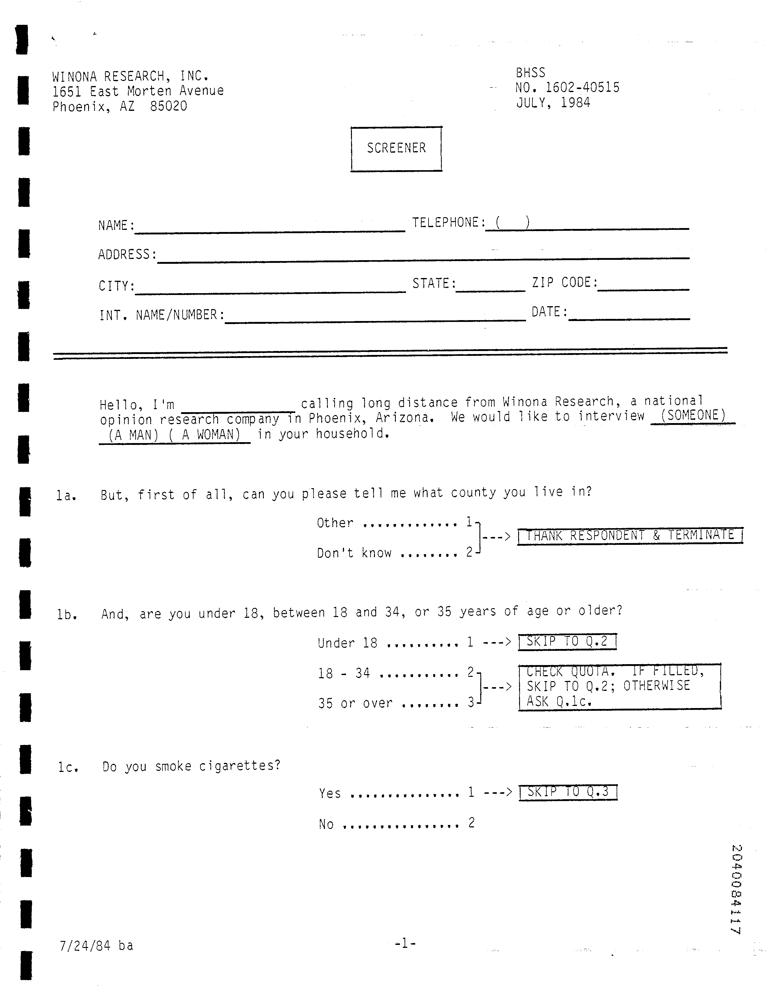 WINONA RESEARCH, INC.
1651 East Morten Avenue
Phoenix, AZ 85020
BHSS
NO. 1602-40515
JULY, 1984
SCREENER
NAME: TELEPHONE: ( )
ADDRESS:
CITY: STATE: ZIP CODE:
INT. NAME/NUMBER: DATE:
Hello, I'm ____________ calling long distance from Winona Research, a national
opinion research company in Phoenix, Arizona. We would like to interview (SOMEONE)
(A MAN) ( A WOMAN) in your household.
1a. But, first of all, can you please tell me what county you live in?
Other ............. 1
---> THANK RESPONDENT & TERMINATE
Don't know ........ 2
1b. And, are you under 18, between 18 and 34, or 35 years of age or older?
Under 18 .......... 1 ---> SKIP TO Q.2
18 - 34 ........... 2
35 or over ........ 3
---> CHECK QUOTA. IF FILLED,
SKIP TO Q.2; OTHERWISE
ASK Q.1c.
1c. Do you smoke cigarettes?
Yes ............... 1 ---> SKIP TO Q.3
No ................ 2
2040084117
7/24/84 ba
-1-